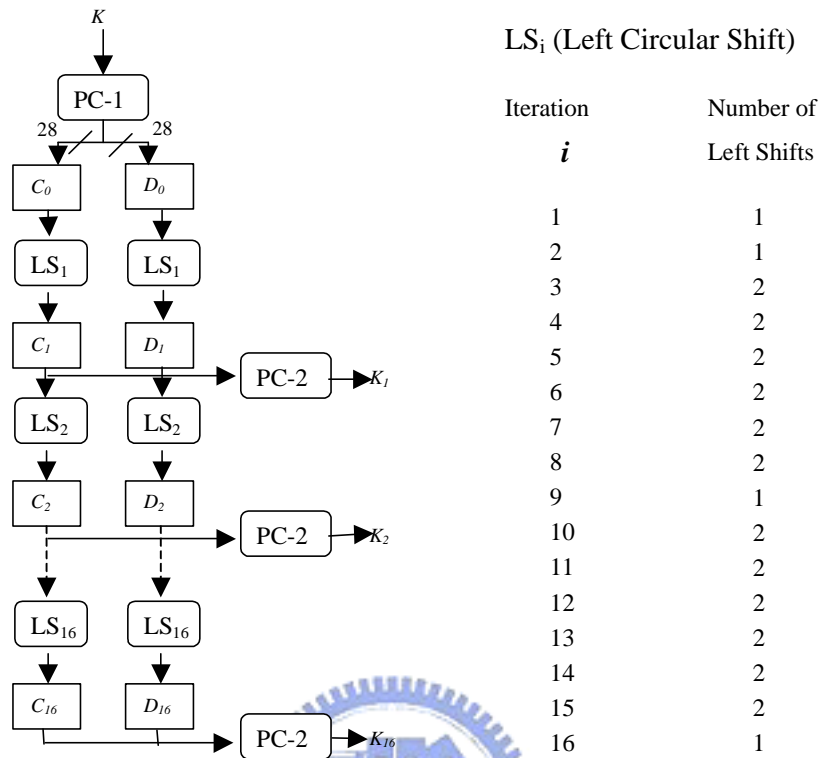 K
PC-1
28 28
C₀ D₀
LS₁ LS₁
C₁ D₁
PC-2 K₁
LS₂ LS₂
C₂ D₂
PC-2 K₂
LS₁₆ LS₁₆
C₁₆ D₁₆
PC-2 K₁₆
LSᵢ (Left Circular Shift)
Iteration Number of
i Left Shifts
1 1
2 1
3 2
4 2
5 2
6 2
7 2
8 2
9 1
10 2
11 2
12 2
13 2
14 2
15 2
16 1